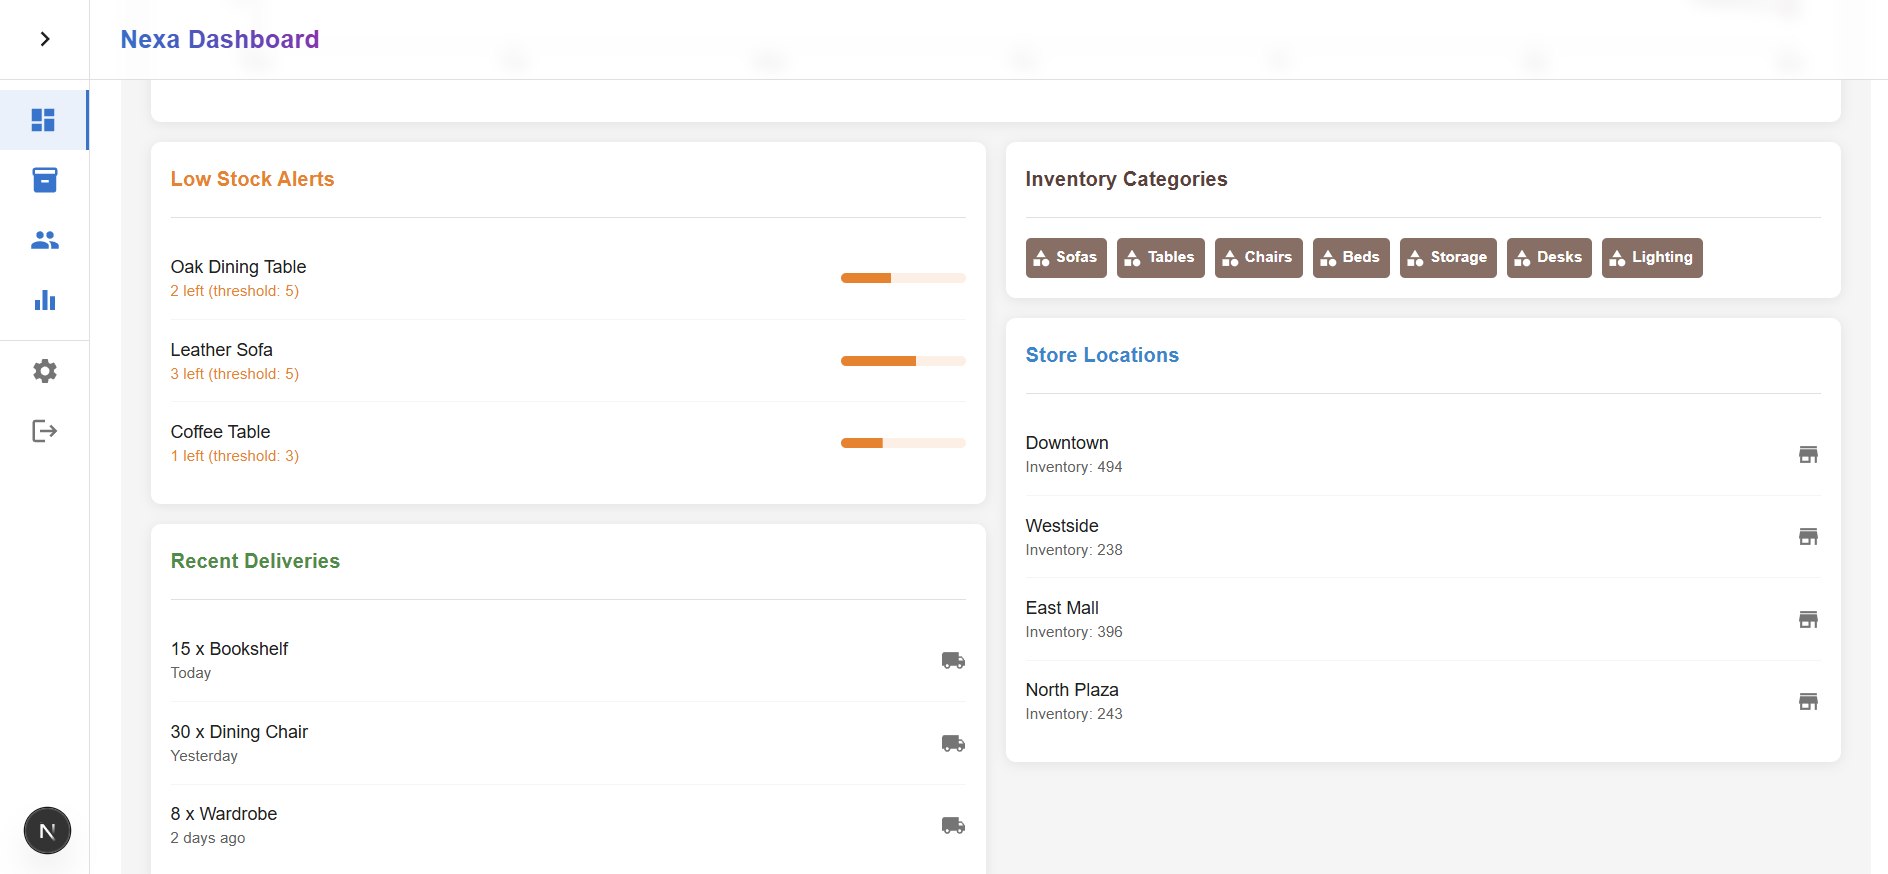 Nexa Dashboard
Low Stock Alerts
Oak Dining Table
2 left (threshold: 5)
Leather Sofa
3 left (threshold: 5)
Coffee Table
1 left (threshold: 3)
Recent Deliveries
15 x Bookshelf
Today
30 x Dining Chair
Yesterday
8 x Wardrobe
2 days ago
Inventory Categories
Sofas Tables Chairs Beds Storage Desks Lighting
Store Locations
Downtown
Inventory: 494
Westside
Inventory: 238
East Mall
Inventory: 396
North Plaza
Inventory: 243
N